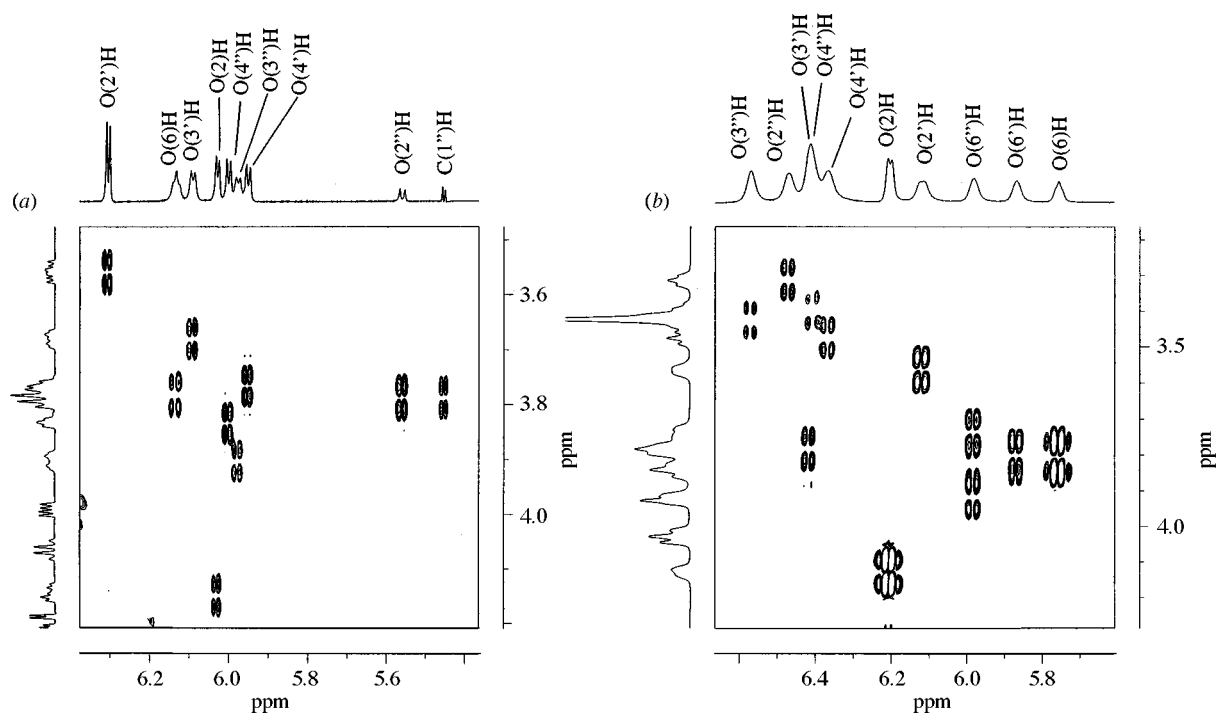 (a)
O(2')H
O(6)H
O(3')H
O(2)H
O(4")H
O(3")H
O(4')H
O(2")H
C(1")H
3.6
3.8
4.0
ppm
6.2
6.0
5.8
5.6
ppm
(b)
O(3")H
O(2")H
O(3')H
O(4")H
O(4')H
O(2)H
O(2')H
O(6")H
O(6')H
O(6)H
3.5
4.0
ppm
6.4
6.2
6.0
5.8
ppm